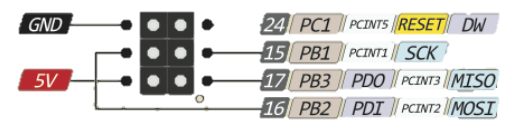 GND 24 PC1 PCINT5 RESET DW
15 PB1 PCINT1 SCK
5V 17 PB3 PDO PCINT3 MISO
16 PB2 PDI PCINT2 MOSI